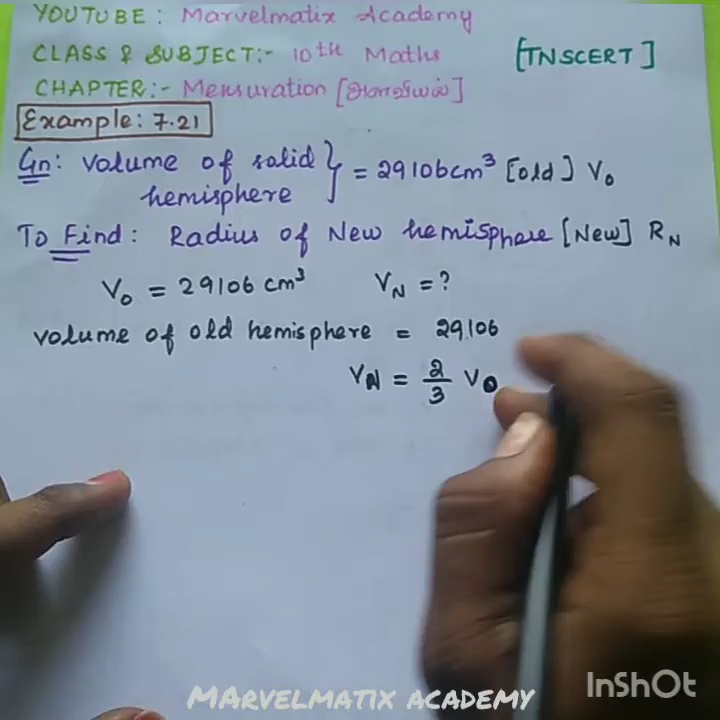 YOUTUBE: Marvelmatix Academy
CLASS & SUBJECT:- 10th Maths [TNSCERT]
CHAPTER:- Mensuration [அளவியல்]
Example: 7.21
Gn: Volume of solid hemisphere } = 29106cm³ [old] V₀
To Find: Radius of New hemisphere [New] R_N
V₀ = 29106 cm³ V_N = ?
volume of old hemisphere = 29106
V_N = 2/3 V₀
MARVELMATIX ACADEMY
InShOt